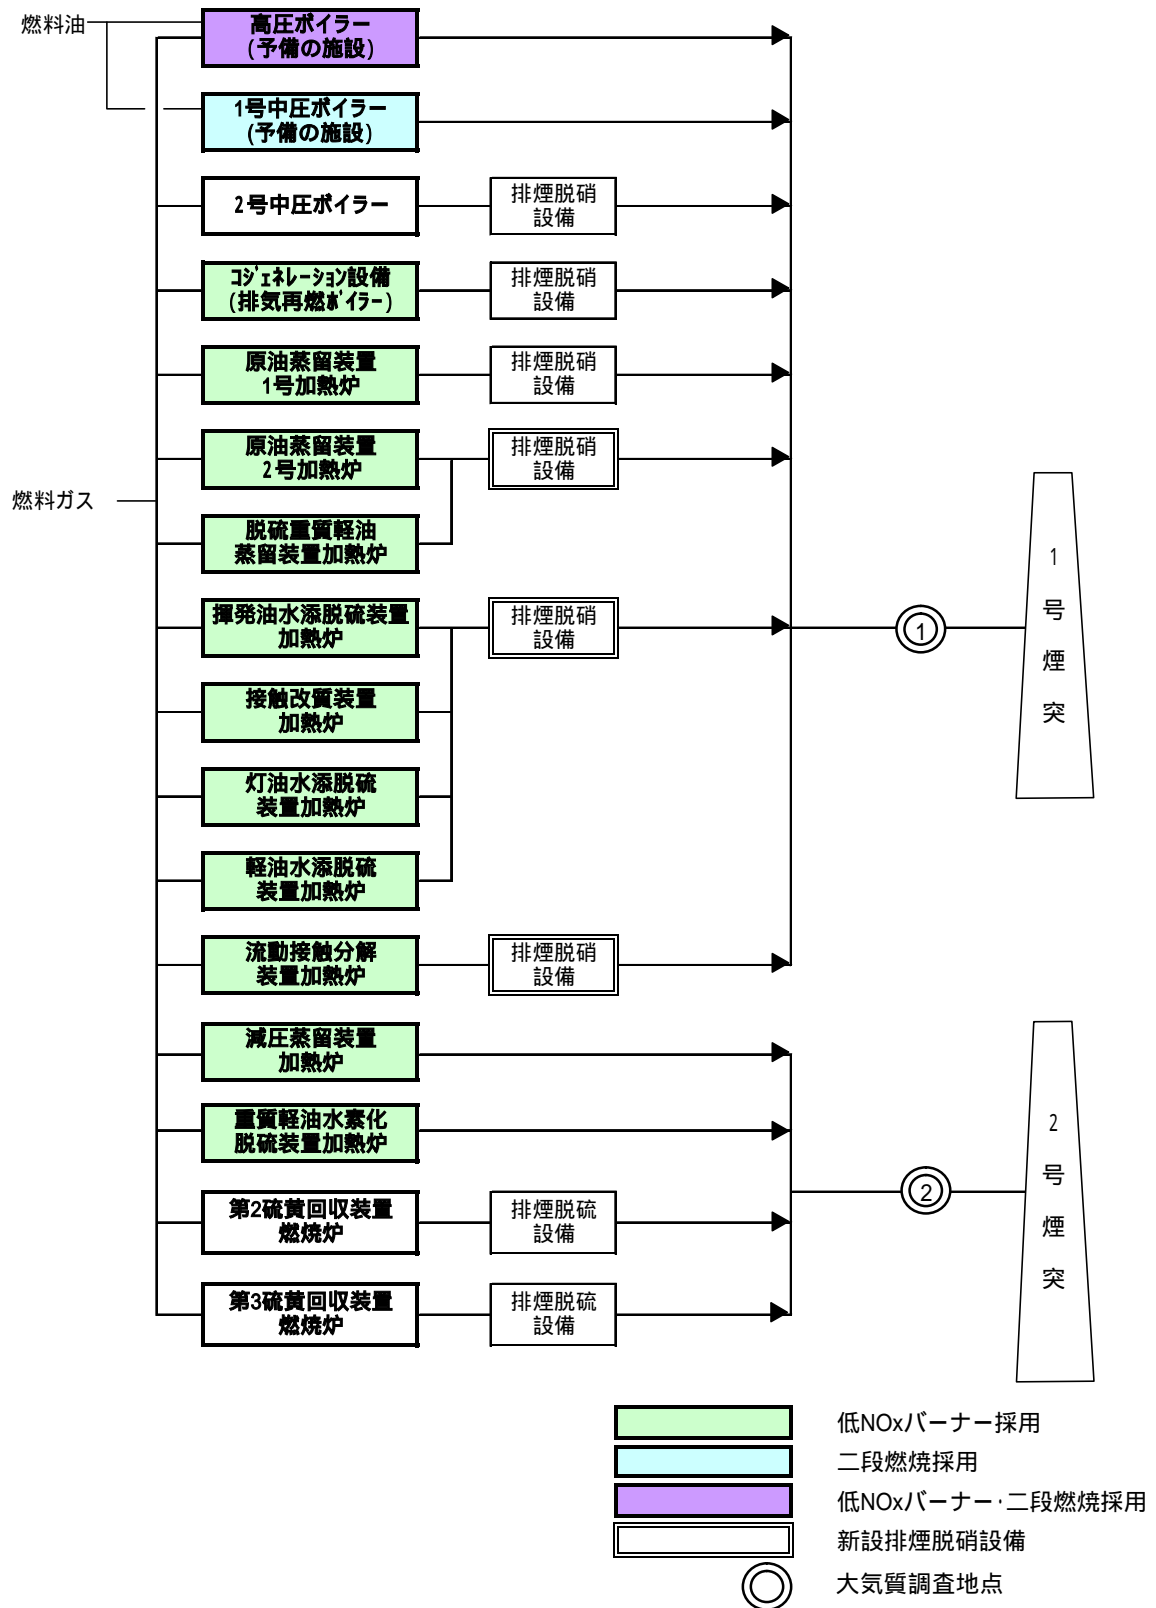 燃料油
高圧ボイラー
(予備の施設)
1号中圧ボイラー
(予備の施設)
2号中圧ボイラー
排煙脱硝
設備
コジェネレーション設備
(排気再燃ボイラー)
排煙脱硝
設備
原油蒸留装置
1号加熱炉
排煙脱硝
設備
原油蒸留装置
2号加熱炉
排煙脱硝
設備
燃料ガス
脱硫重質軽油
蒸留装置加熱炉
揮発油水添脱硫装置
加熱炉
排煙脱硝
設備
接触改質装置
加熱炉
灯油水添脱硫
装置加熱炉
軽油水添脱硫
装置加熱炉
流動接触分解
装置加熱炉
排煙脱硝
設備
1
1号煙突
減圧蒸留装置
加熱炉
重質軽油水素化
脱硫装置加熱炉
第2硫黄回収装置
燃焼炉
排煙脱硫
設備
第3硫黄回収装置
燃焼炉
排煙脱硫
設備
2
2号煙突
低NOxバーナー採用
二段燃焼採用
低NOxバーナー・二段燃焼採用
新設排煙脱硝設備
大気質調査地点